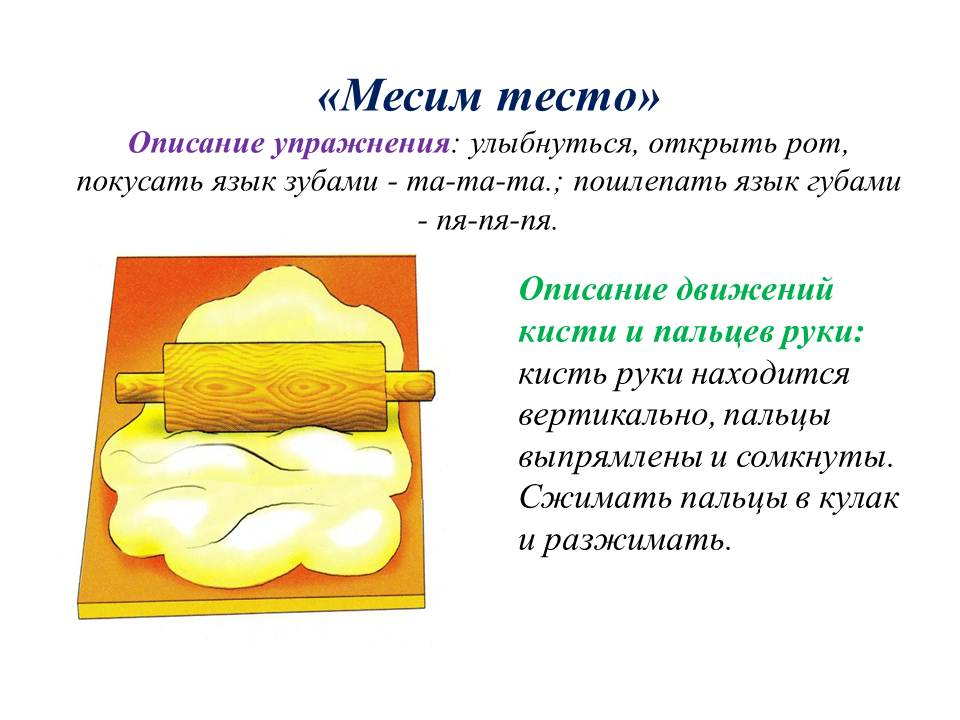 «Месим тесто»
Описание упражнения: улыбнуться, открыть рот,
покусать язык зубами - та-та-та.; пошлепать язык губами
- пя-пя-пя.
Описание движений
кисти и пальцев руки:
кисть руки находится
вертикально, пальцы
выпрямлены и сомкнуты.
Сжимать пальцы в кулак
и разжимать.